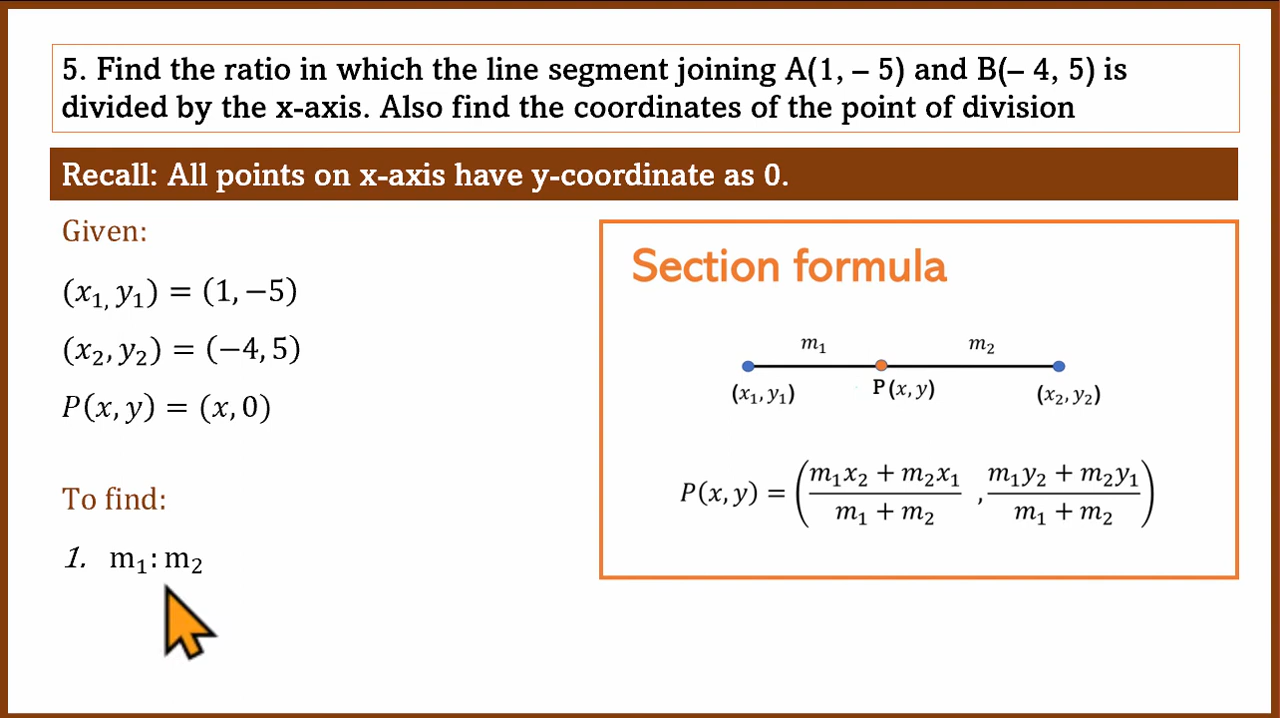 5. Find the ratio in which the line segment joining A(1, – 5) and B(– 4, 5) is
divided by the x-axis. Also find the coordinates of the point of division
Recall: All points on x-axis have y-coordinate as 0.
Given:
(x₁, y₁) = (1, −5)
(x₂, y₂) = (−4, 5)
P(x, y) = (x, 0)
To find:
1. m₁: m₂
Section formula
m₁ m₂
(x₁, y₁) P(x, y) (x₂, y₂)
P(x, y) = ((m₁x₂ + m₂x₁)/(m₁ + m₂) , (m₁y₂ + m₂y₁)/(m₁ + m₂))